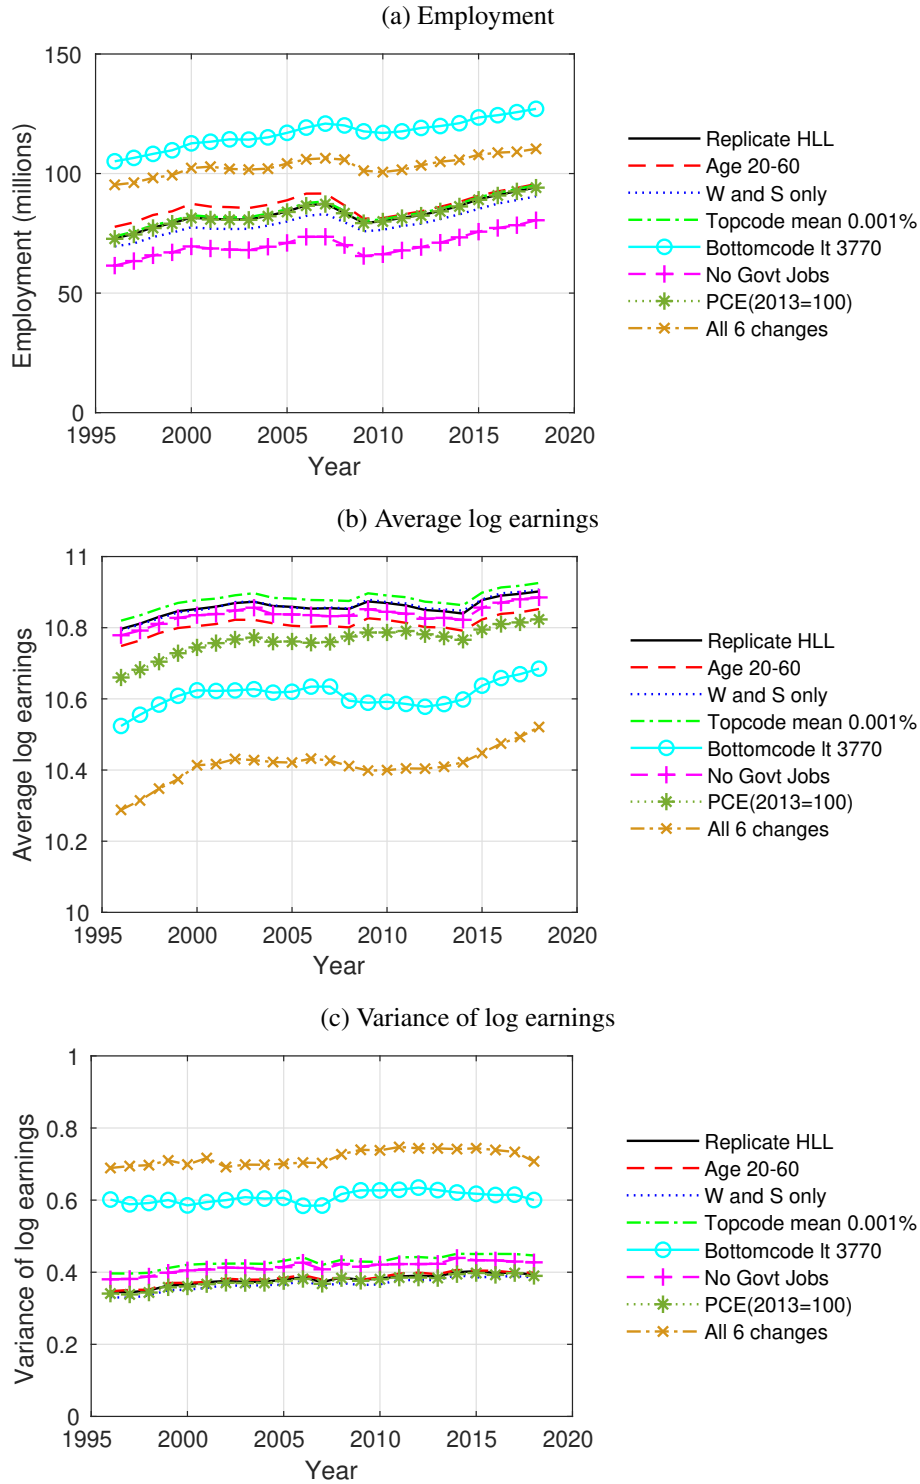 (a) Employment
150
100
50
0
1995
2000
2005
2010
2015
2020
Employment (millions)
Year
Replicate HLL
Age 20-60
W and S only
Topcode mean 0.001%
Bottomcode lt 3770
No Govt Jobs
PCE(2013=100)
All 6 changes
(b) Average log earnings
11
10.8
10.6
10.4
10.2
10
1995
2000
2005
2010
2015
2020
Average log earnings
Year
Replicate HLL
Age 20-60
W and S only
Topcode mean 0.001%
Bottomcode lt 3770
No Govt Jobs
PCE(2013=100)
All 6 changes
(c) Variance of log earnings
1
0.8
0.6
0.4
0.2
0
1995
2000
2005
2010
2015
2020
Variance of log earnings
Year
Replicate HLL
Age 20-60
W and S only
Topcode mean 0.001%
Bottomcode lt 3770
No Govt Jobs
PCE(2013=100)
All 6 changes